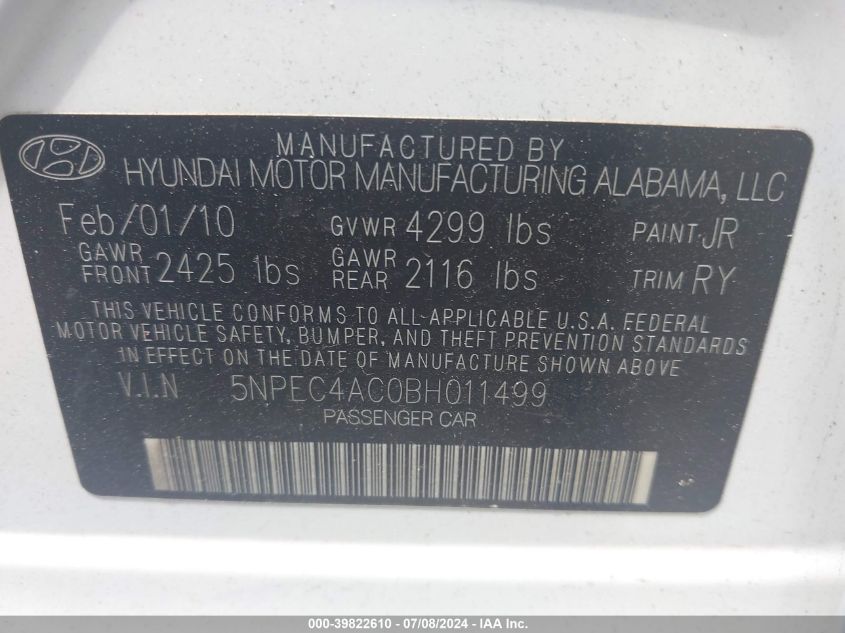 MANUFACTURED BY
HYUNDAI MOTOR MANUFACTURING ALABAMA, LLC
Feb/01/10 GVWR 4299 lbs PAINT JR
GAWR FRONT 2425 lbs GAWR REAR 2116 lbs TRIM RY
THIS VEHICLE CONFORMS TO ALL-APPLICABLE U.S.A. FEDERAL
MOTOR VEHICLE SAFETY, BUMPER, AND THEFT PREVENTION STANDARDS
IN EFFECT ON THE DATE OF MANUFACTURE SHOWN ABOVE
V.I.N 5NPEC4AC0BH011499
PASSENGER CAR
000-39822610 - 07/08/2024 - IAA Inc.